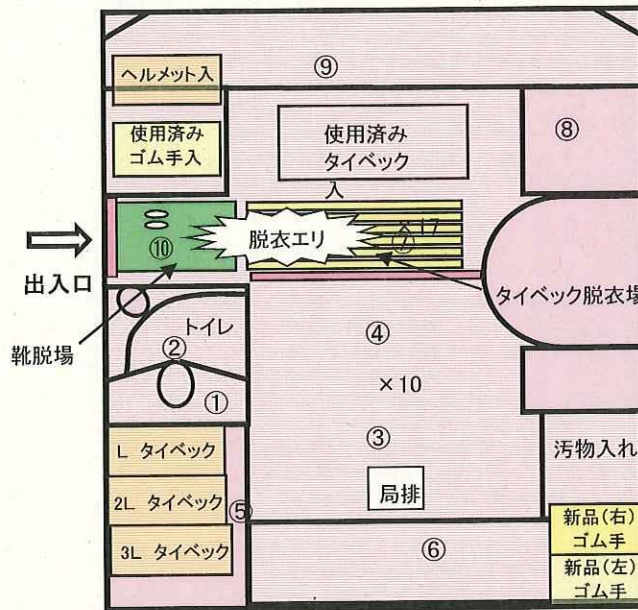 ⑨
ヘルメット入
使用済み
ゴム手入
使用済み
タイベック
入
⑧
×17
⑦
脱衣エリ
⑩
出入口
タイベック脱衣場
靴脱場
トイレ
②
①
④
×10
③
局排
L タイベック
2L タイベック
3L タイベック
⑤
⑥
汚物入れ
新品(右)
ゴム手
新品(左)
ゴム手